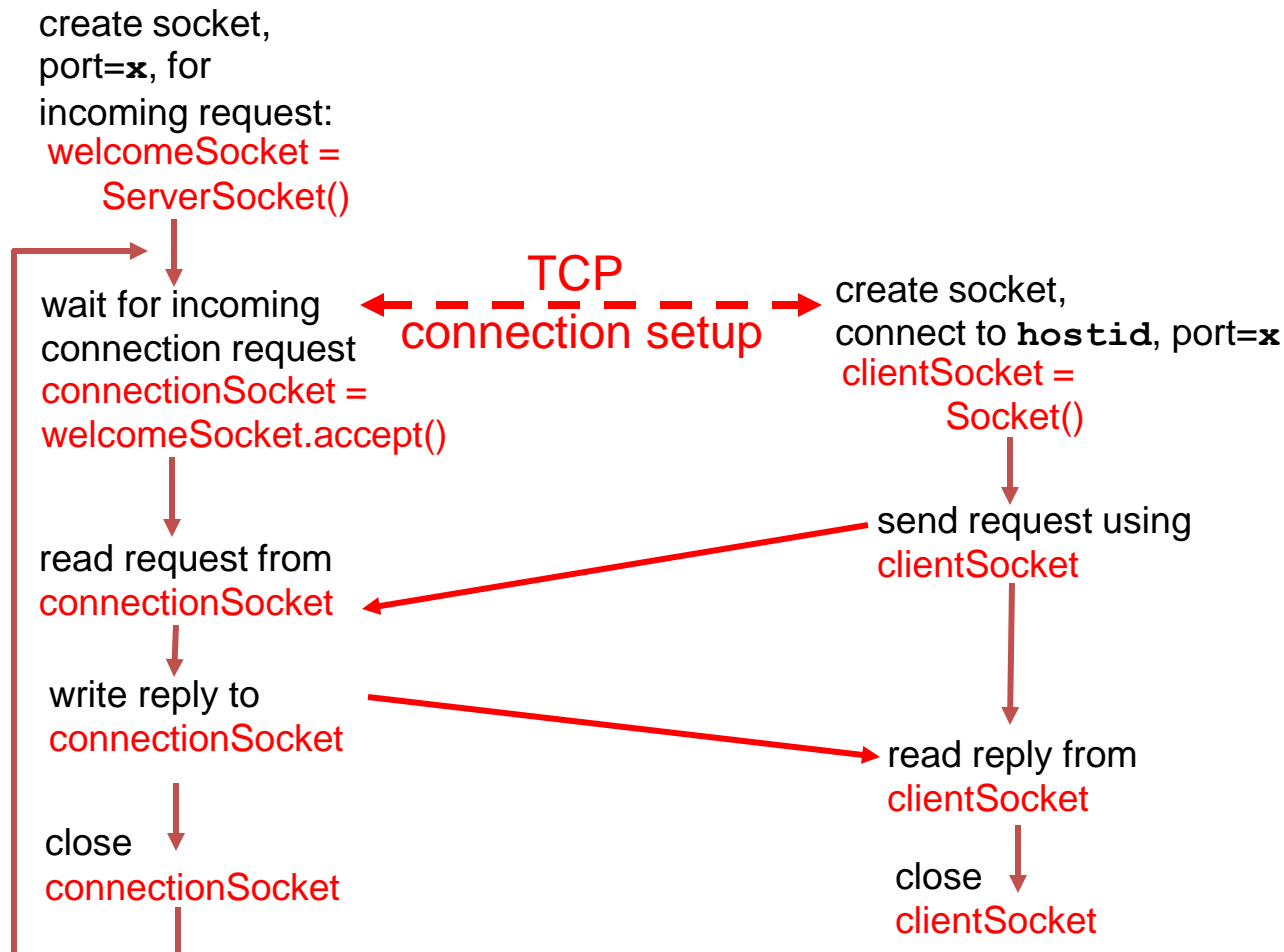 create socket,
port=x, for
incoming request:
welcomeSocket =
ServerSocket()
wait for incoming
connection request
connectionSocket =
welcomeSocket.accept()
TCP
connection setup
create socket,
connect to hostid, port=x
clientSocket =
Socket()
read request from
connectionSocket
send request using
clientSocket
write reply to
connectionSocket
read reply from
clientSocket
close
connectionSocket
close
clientSocket